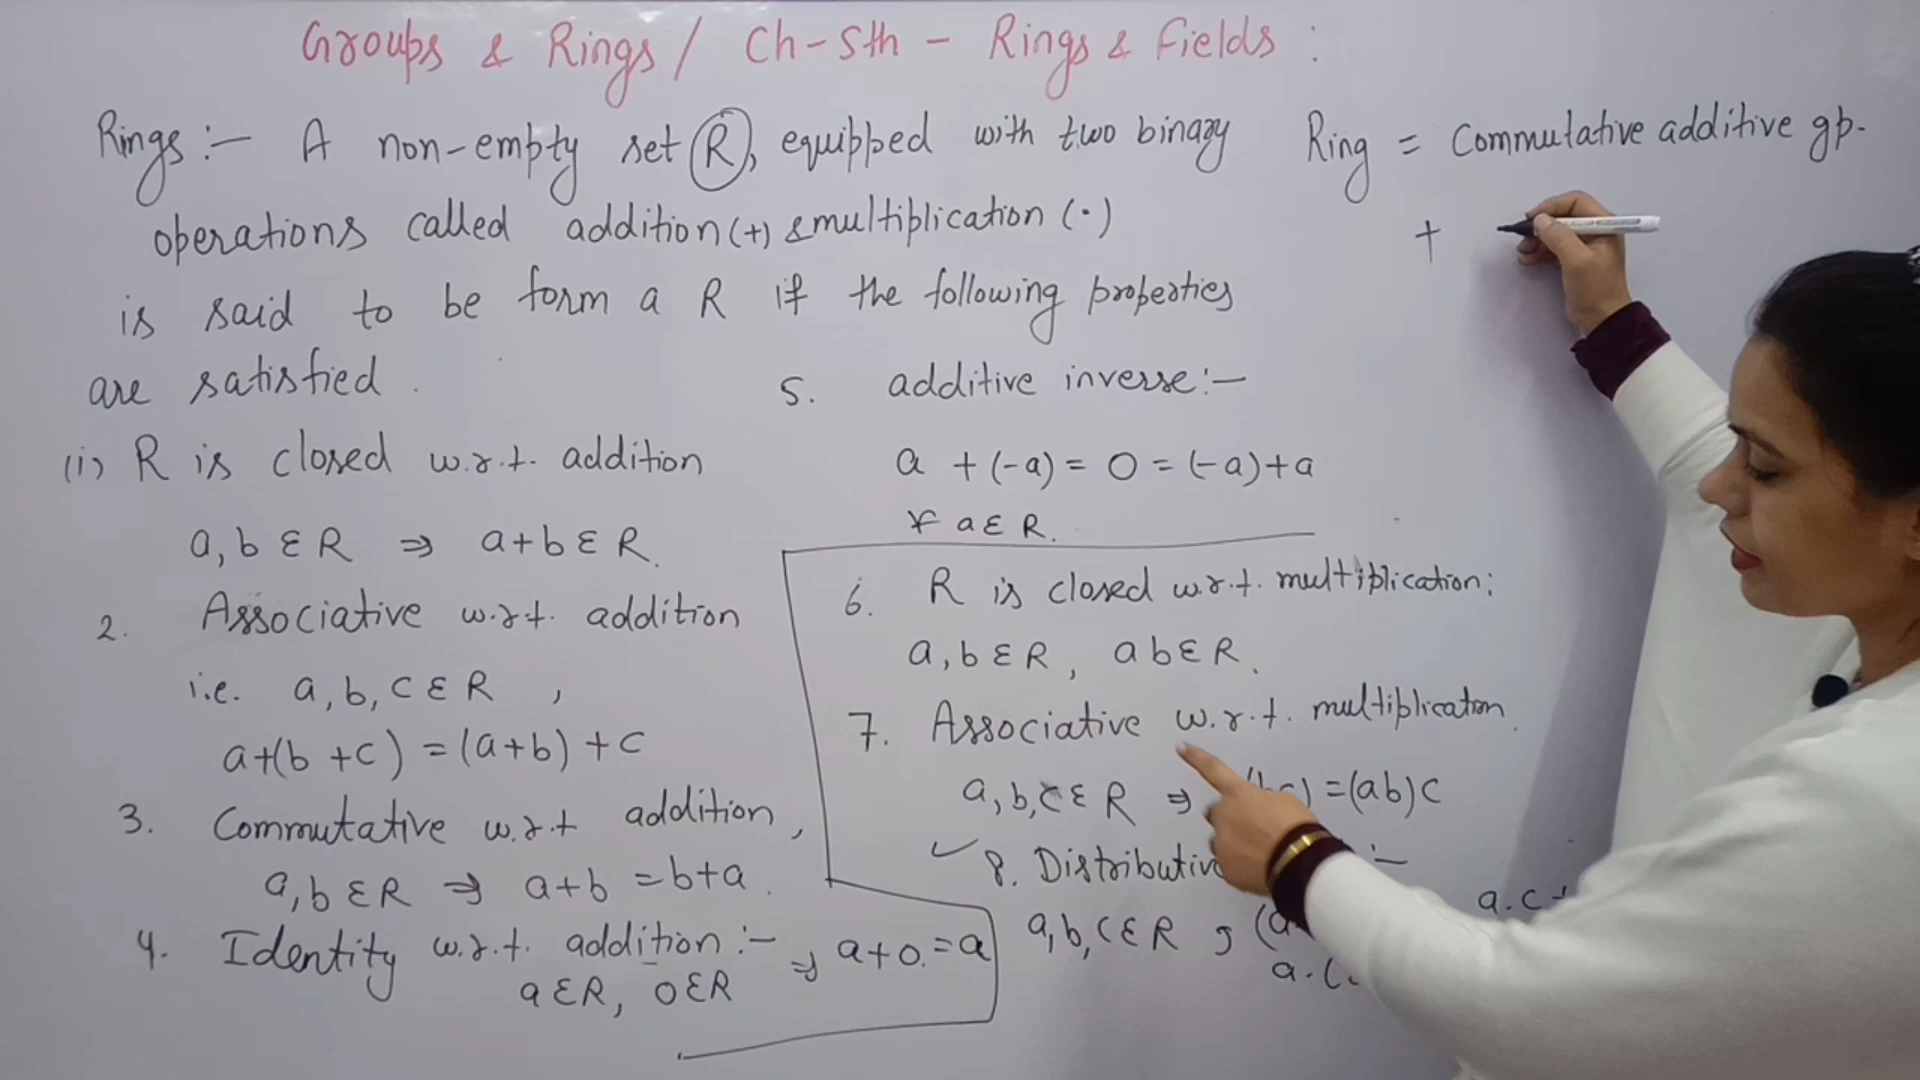 Groups & Rings / Ch-5th - Rings & Fields :
Rings :- A non-empty set R, equipped with two binary
operations called addition (+) & multiplication (·)
is said to be form a R if the following properties
are satisfied.
(i) R is closed w.r.t. addition
a, b ∈ R ⇒ a+b ∈ R.
2. Associative w.r.t. addition
i.e. a, b, c ∈ R ,
a+(b+c) = (a+b)+c
3. Commutative w.r.t addition,
a, b ∈ R ⇒ a+b = b+a.
4. Identity w.r.t. addition :-
a ∈ R, 0 ∈ R ⇒ a+0 = a
5. additive inverse :-
a + (-a) = 0 = (-a)+a
∀ a ∈ R.
6. R is closed w.r.t. multiplication:
a, b ∈ R, ab ∈ R.
7. Associative w.r.t. multiplication.
a, b, c ∈ R ⇒ = (ab)c
8. Distributive :-
a, b, c ∈ R , (a
a.c+
a.(
Ring = Commutative additive gp.
+